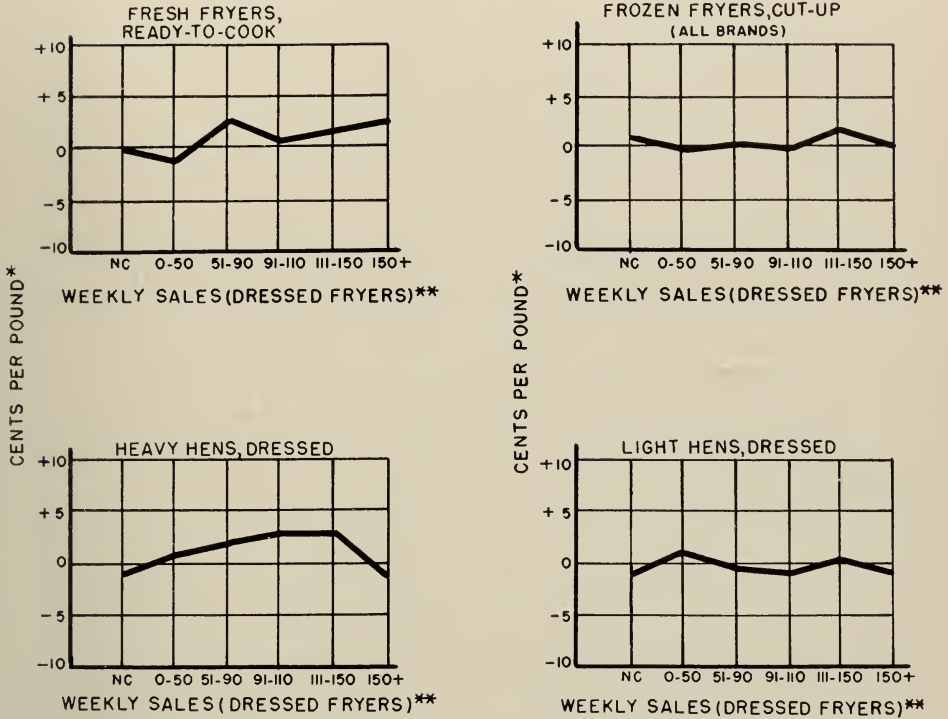 FRESH FRYERS,
READY-TO-COOK
+10
+ 5
0
-5
-10
NC 0-50 51-90 91-110 111-150 150+
WEEKLY SALES (DRESSED FRYERS)**
FROZEN FRYERS, CUT-UP
(ALL BRANDS)
+10
+ 5
0
-5
-10
NC 0-50 51-90 91-110 111-150 150+
WEEKLY SALES (DRESSED FRYERS)**
CENTS PER POUND*
CENTS PER POUND*
HEAVY HENS, DRESSED
+10
+ 5
0
- 5
-10
NC 0-50 51-90 91-110 111-150 150+
WEEKLY SALES (DRESSED FRYERS)**
LIGHT HENS, DRESSED
+10
+ 5
0
- 5
-10
NC 0-50 51-90 91-110 111-150 150+
WEEKLY SALES (DRESSED FRYERS)**